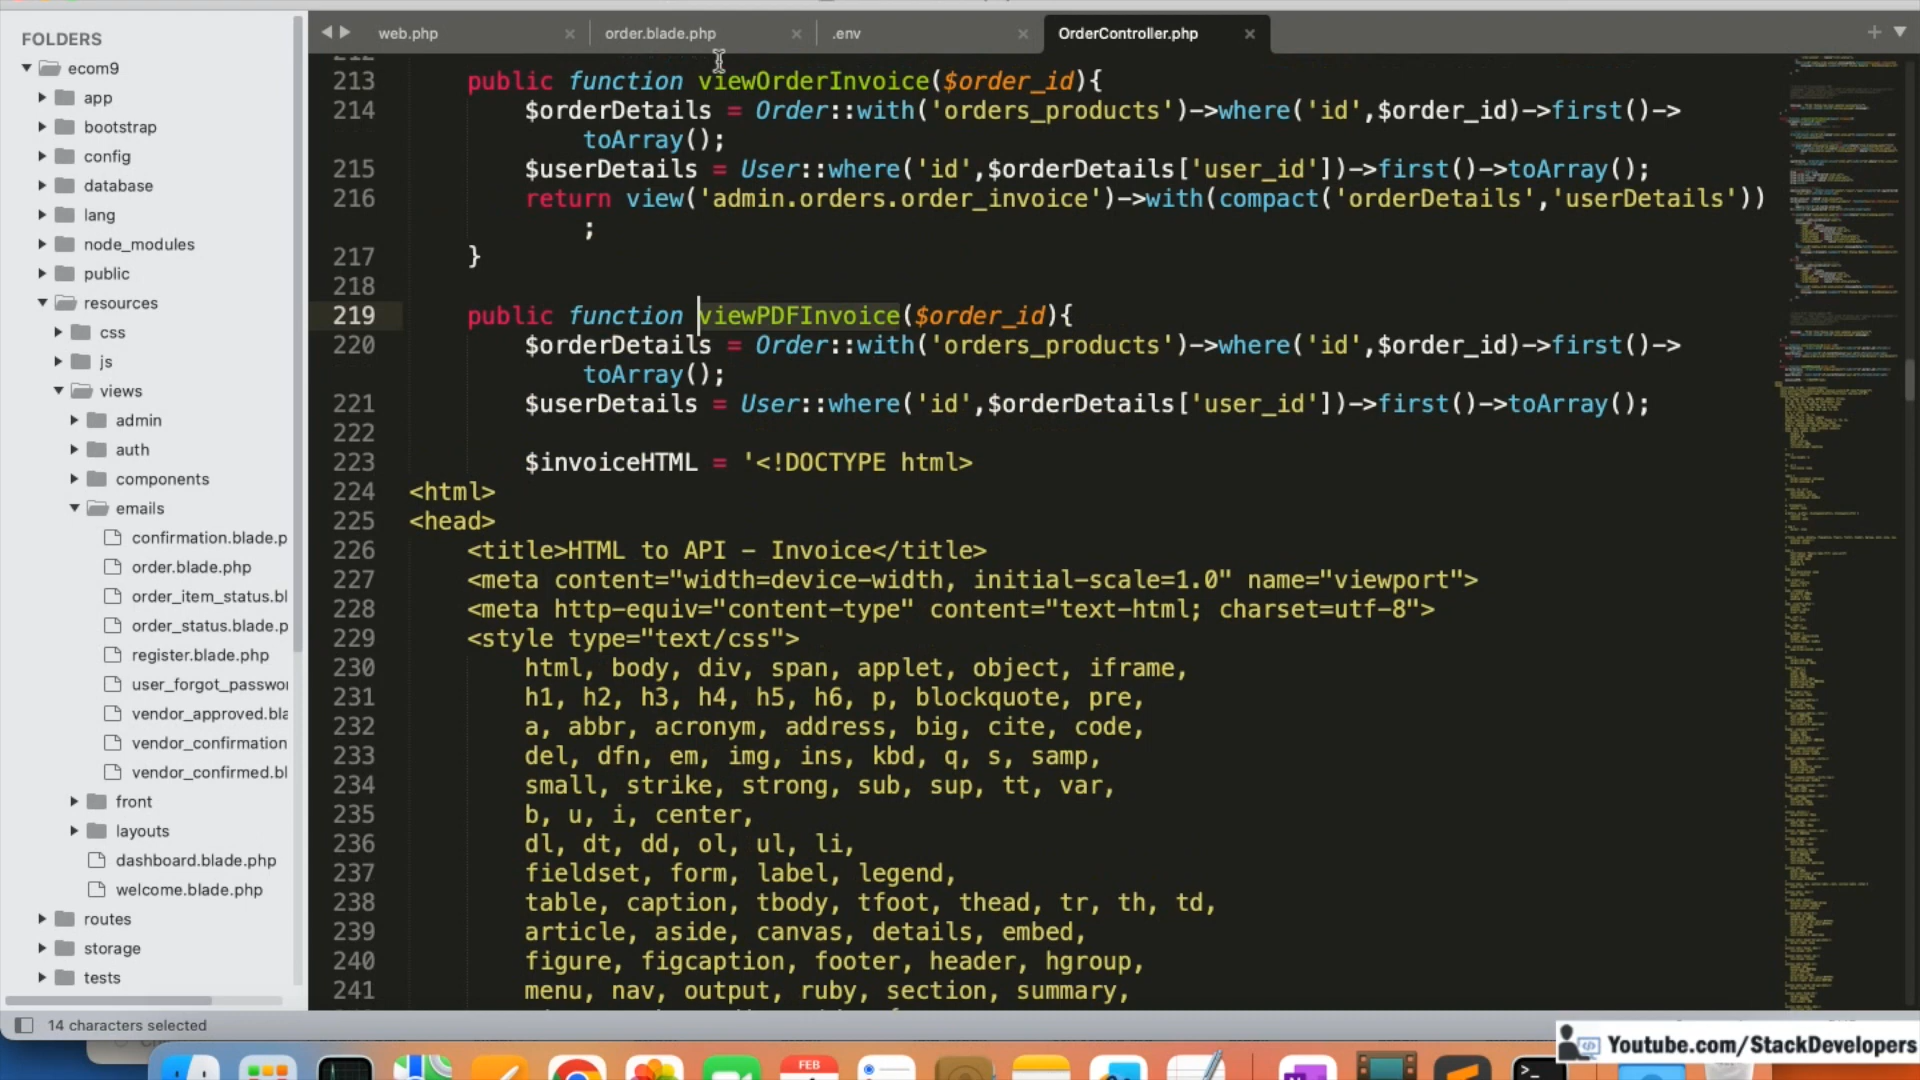 FOLDERS
ecom9
app
bootstrap
config
database
lang
node_modules
public
resources
css
js
views
admin
auth
components
emails
confirmation.blade.p
order.blade.php
order_item_status.bl
order_status.blade.p
register.blade.php
user_forgot_passwo
vendor_approved.bla
vendor_confirmation
vendor_confirmed.bl
front
layouts
dashboard.blade.php
welcome.blade.php
routes
storage
tests
web.php
order.blade.php
.env
OrderController.php
213 public function viewOrderInvoice($order_id){
214 $orderDetails = Order::with('orders_products')->where('id',$order_id)->first()->
toArray();
215 $userDetails = User::where('id',$orderDetails['user_id'])->first()->toArray();
216 return view('admin.orders.order_invoice')->with(compact('orderDetails','userDetails'))
;
217 }
218
219 public function viewPDFInvoice($order_id){
220 $orderDetails = Order::with('orders_products')->where('id',$order_id)->first()->
toArray();
221 $userDetails = User::where('id',$orderDetails['user_id'])->first()->toArray();
222
223 $invoiceHTML = '<!DOCTYPE html>
224 <html>
225 <head>
226 <title>HTML to API - Invoice</title>
227 <meta content="width=device-width, initial-scale=1.0" name="viewport">
228 <meta http-equiv="content-type" content="text-html; charset=utf-8">
229 <style type="text/css">
230 html, body, div, span, applet, object, iframe,
231 h1, h2, h3, h4, h5, h6, p, blockquote, pre,
232 a, abbr, acronym, address, big, cite, code,
233 del, dfn, em, img, ins, kbd, q, s, samp,
234 small, strike, strong, sub, sup, tt, var,
235 b, u, i, center,
236 dl, dt, dd, ol, ul, li,
237 fieldset, form, label, legend,
238 table, caption, tbody, tfoot, thead, tr, th, td,
239 article, aside, canvas, details, embed,
240 figure, figcaption, footer, header, hgroup,
241 menu, nav, output, ruby, section, summary,
14 characters selected
FEB
Youtube.com/StackDevelopers